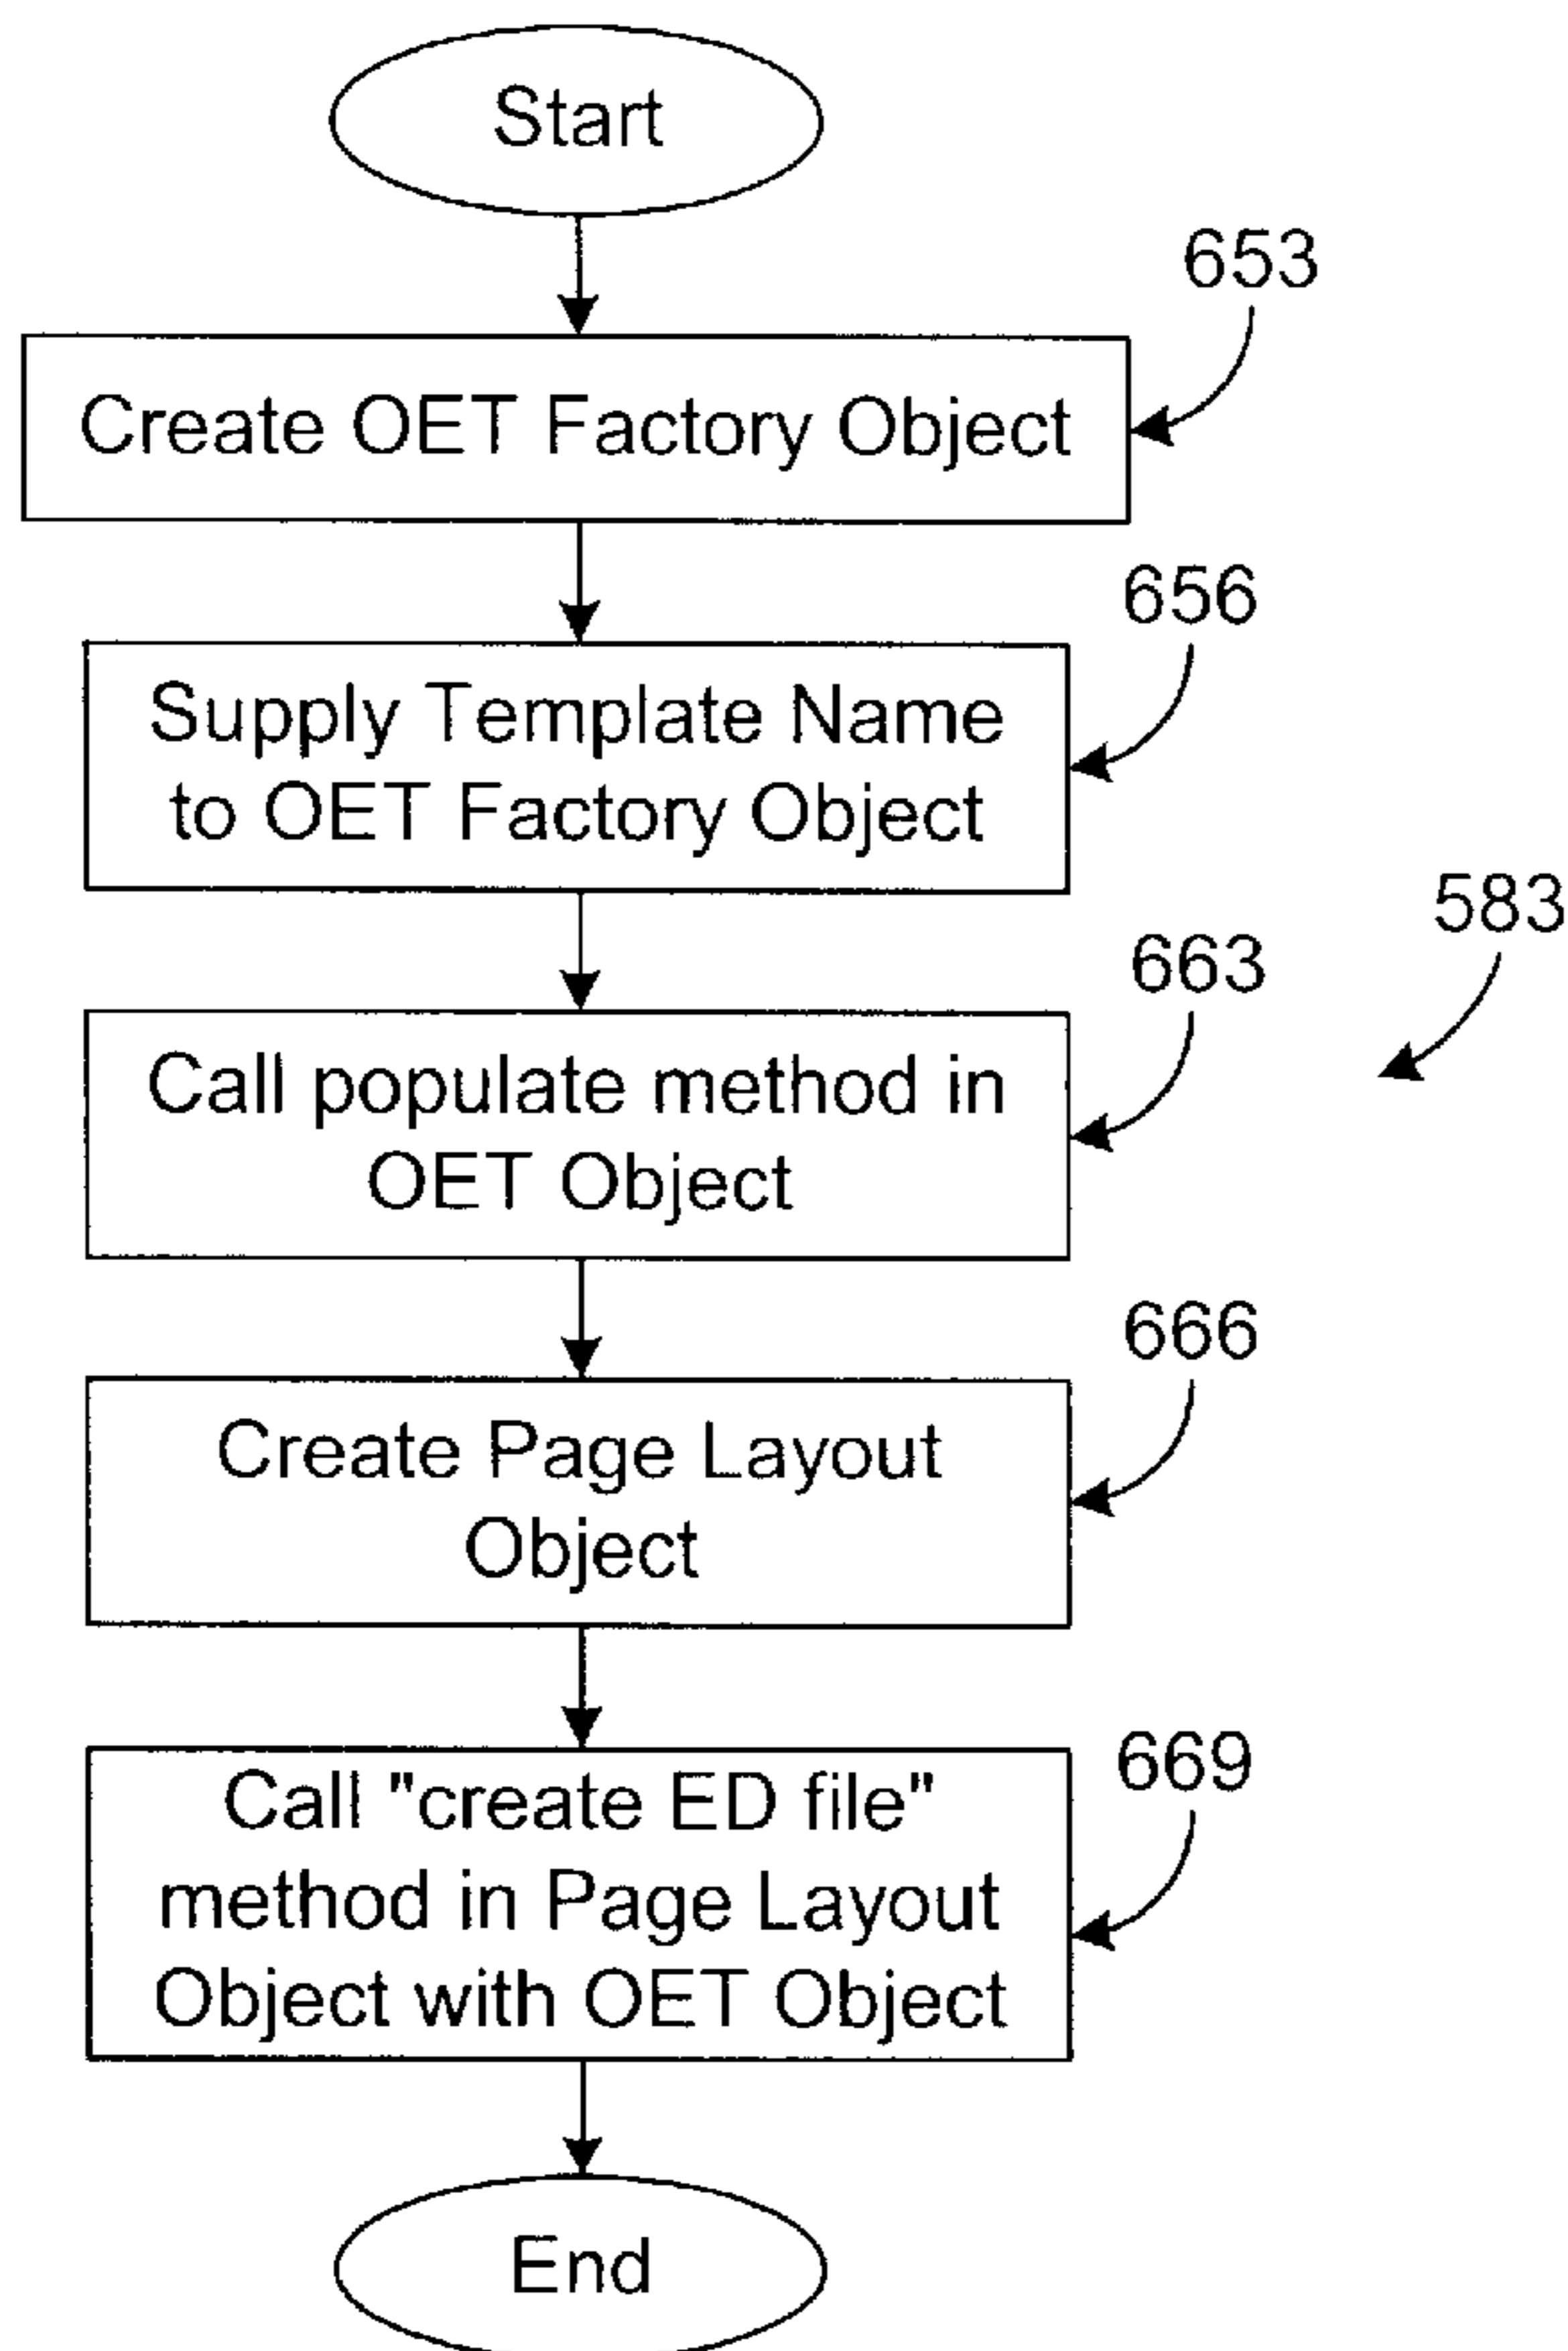 Start
653
Create OET Factory Object
656
Supply Template Name
to OET Factory Object
583
663
Call populate method in
OET Object
666
Create Page Layout
Object
669
Call "create ED file"
method in Page Layout
Object with OET Object
End